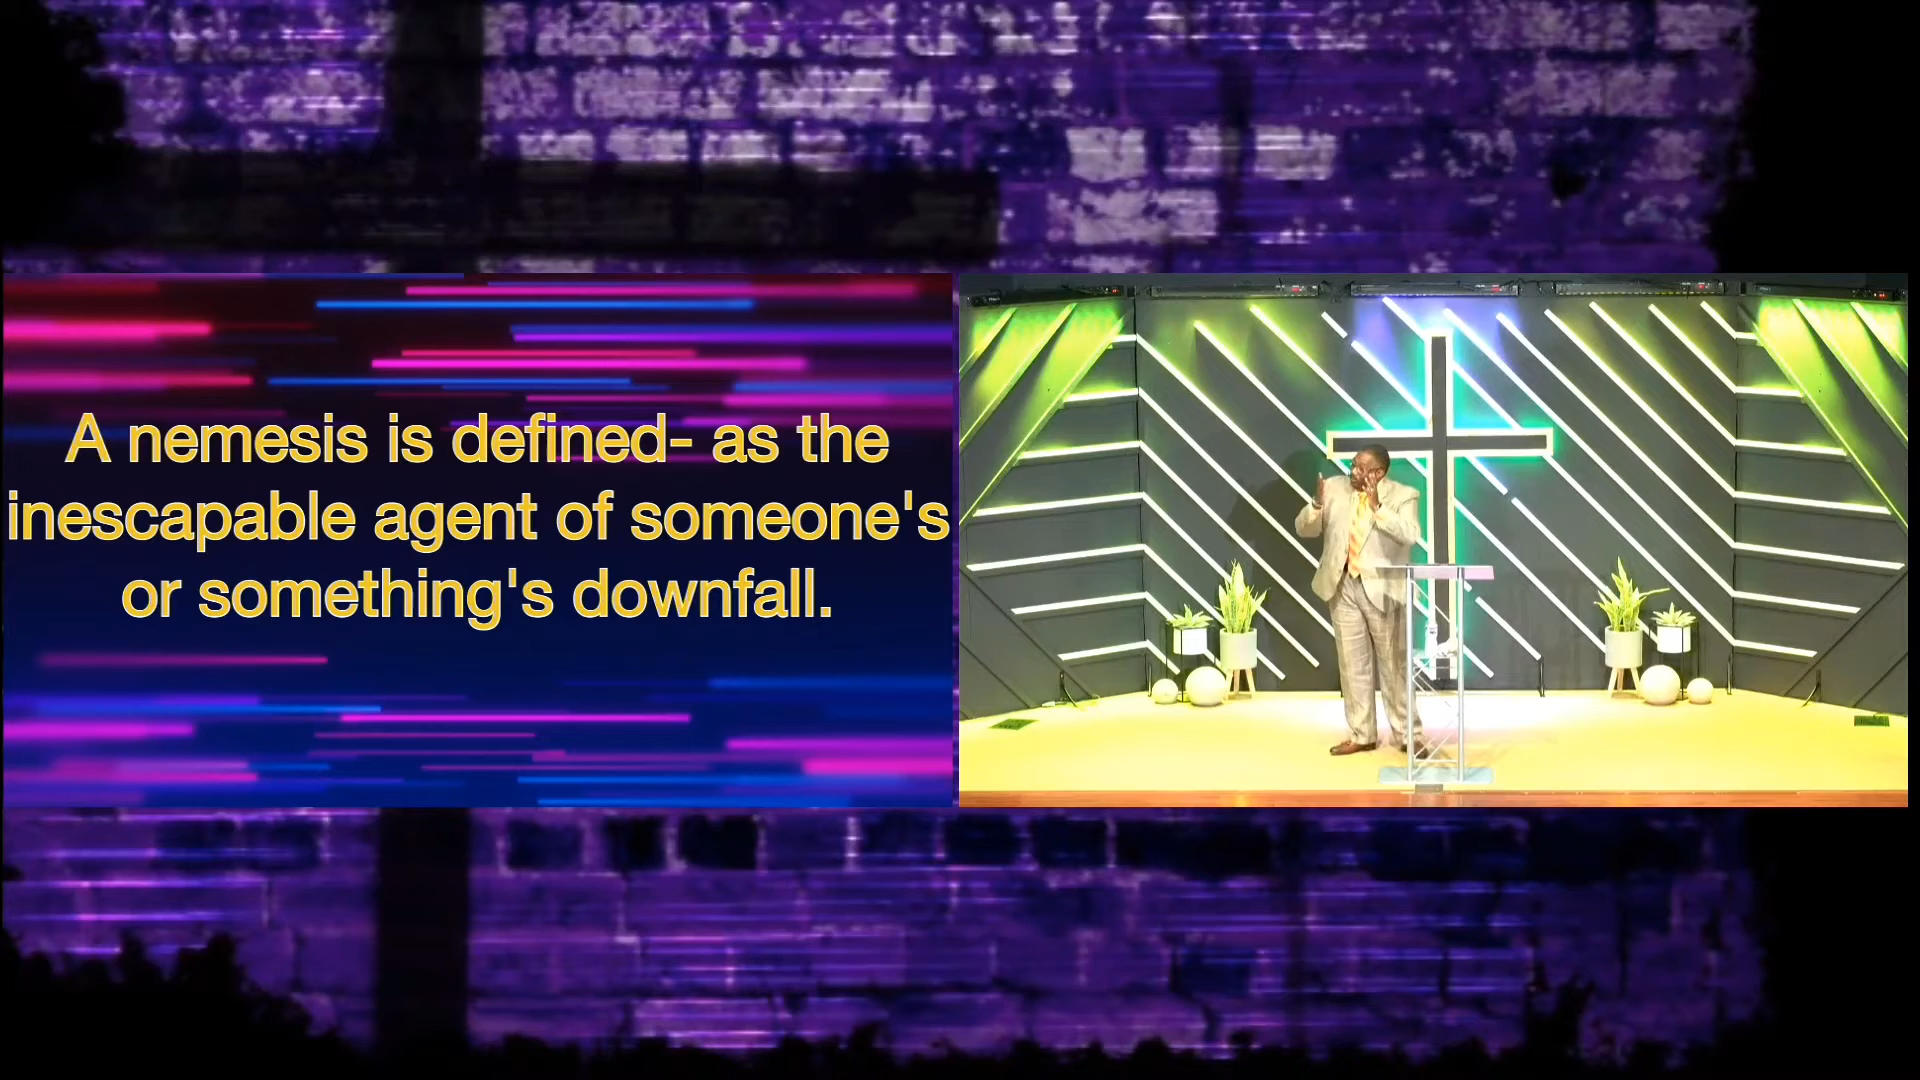 A nemesis is defined- as the
inescapable agent of someone's
or something's downfall.